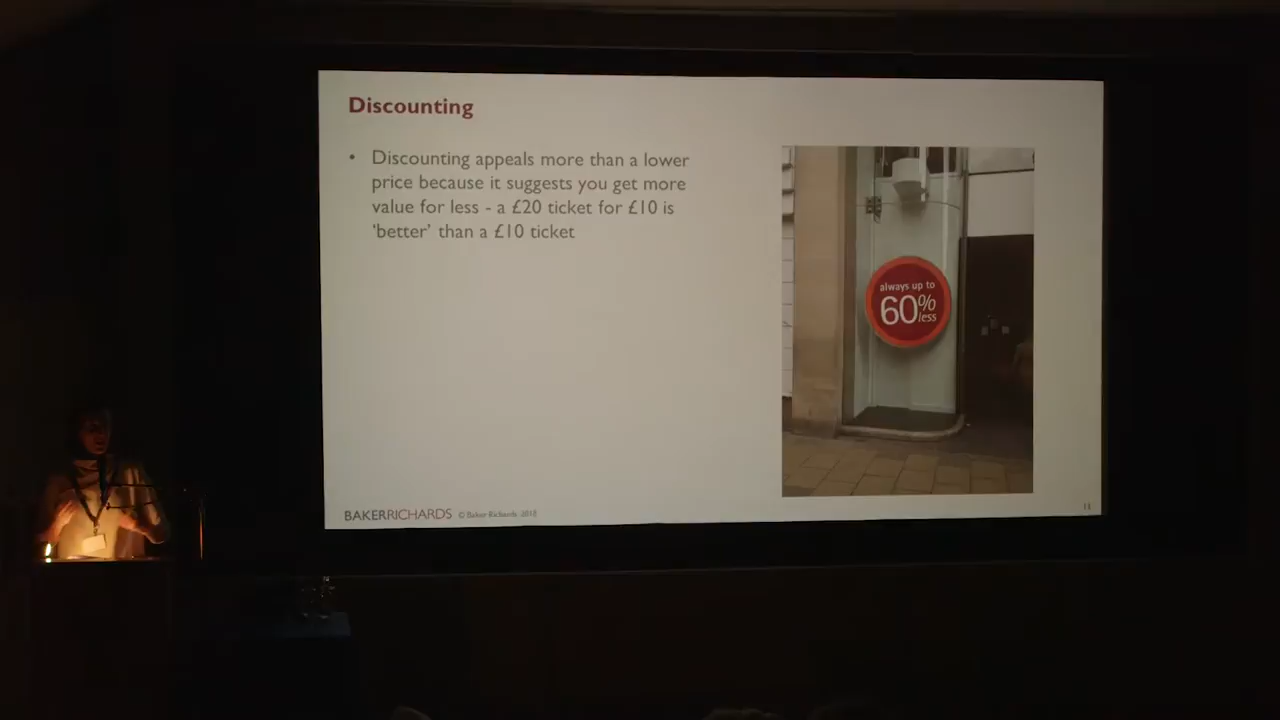 Discounting
• Discounting appeals more than a lower
price because it suggests you get more
value for less - a £20 ticket for £10 is
‘better’ than a £10 ticket
always up to
60%
less
BAKERRICHARDS © Baker Richards 2018
11